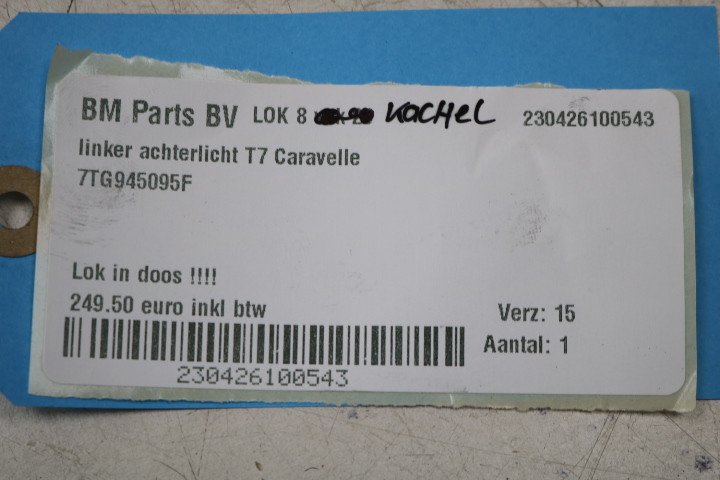 BM Parts BV LOK 8 KACHEL 230426100543
linker achterlicht T7 Caravelle
7TG945095F
Lok in doos !!!!
249.50 euro inkl btw
Verz: 15
Aantal: 1
230426100543